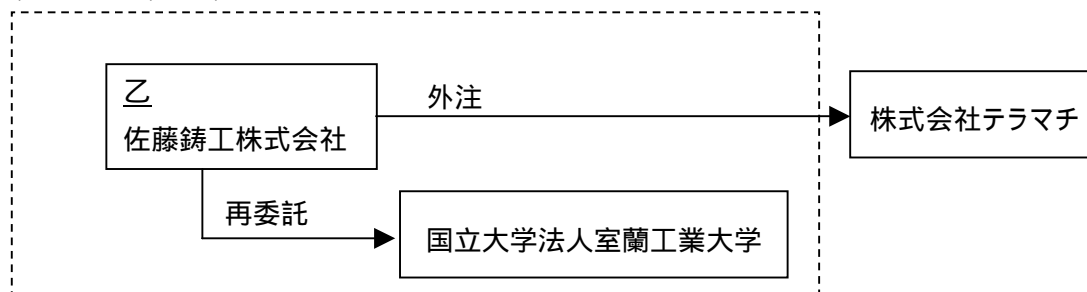 乙
佐藤鋳工株式会社
外注
株式会社テラマチ
再委託
国立大学法人室蘭工業大学